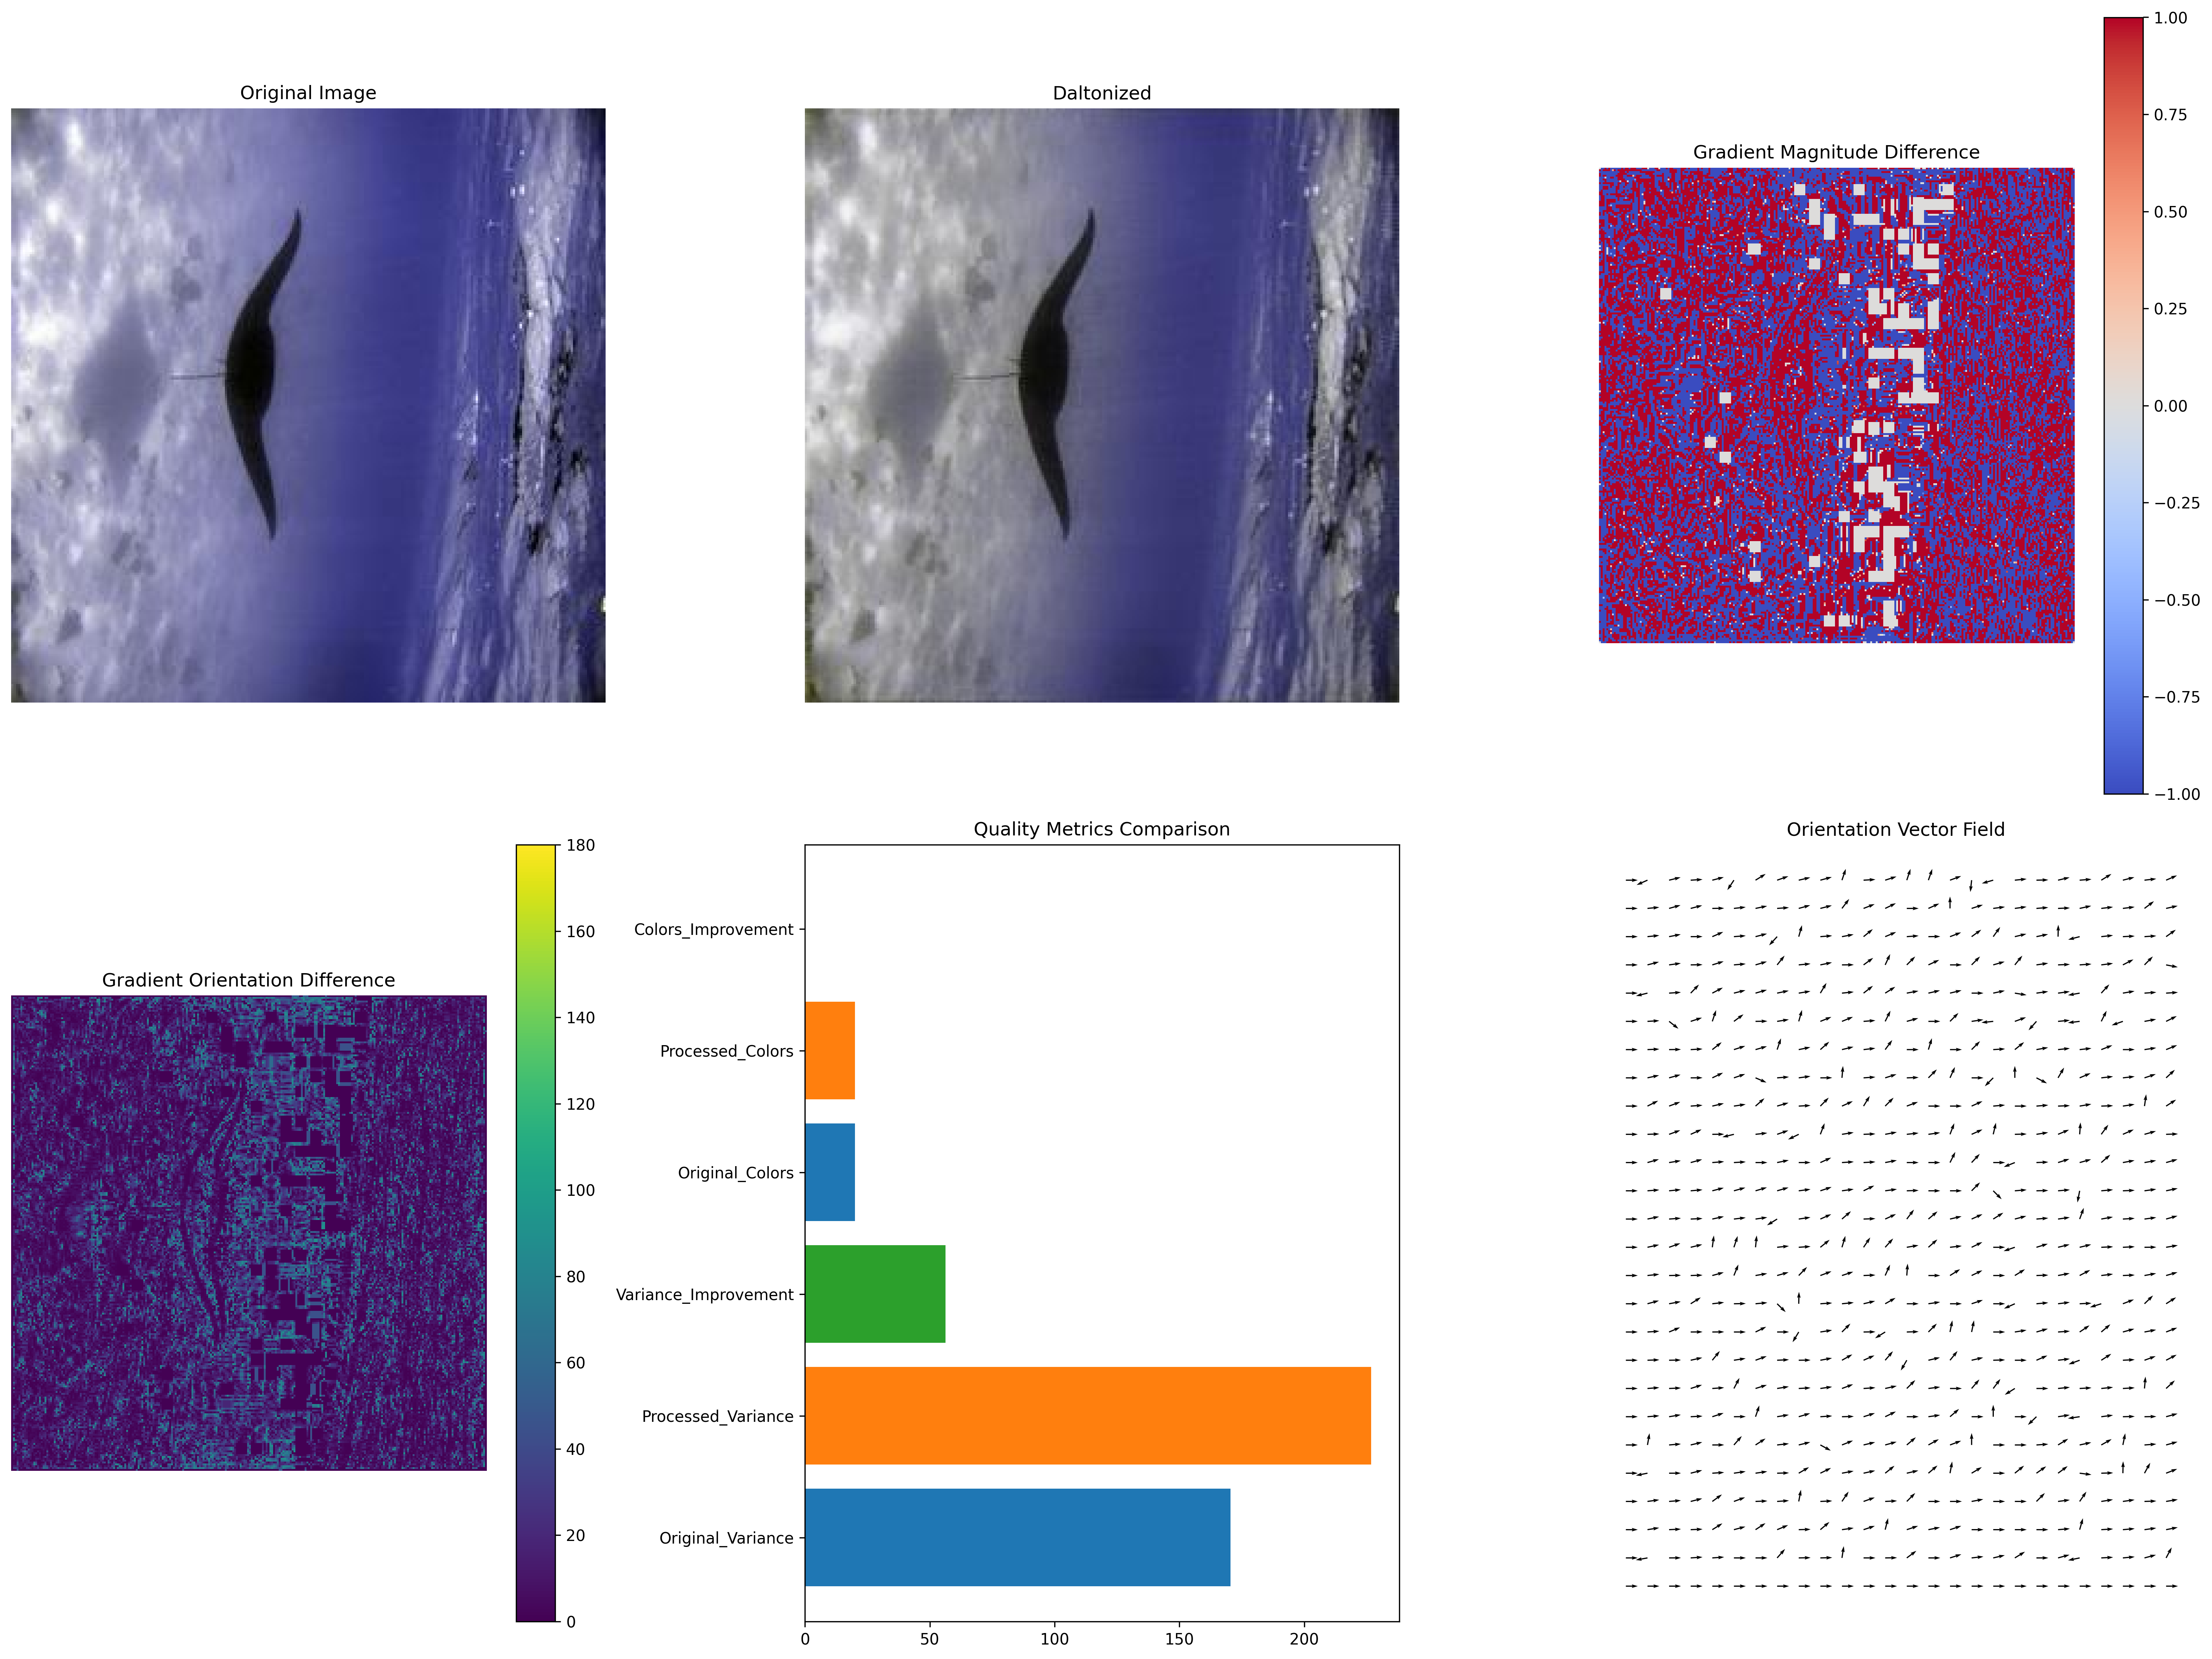 Original Image
Daltonized
Gradient Magnitude Difference
1.00
0.75
0.50
0.25
0.00
−0.25
−0.50
−0.75
−1.00
Gradient Orientation Difference
180
160
140
120
100
80
60
40
20
0
Quality Metrics Comparison
Colors_Improvement
Processed_Colors
Original_Colors
Variance_Improvement
Processed_Variance
Original_Variance
0 50 100 150 200
Orientation Vector Field